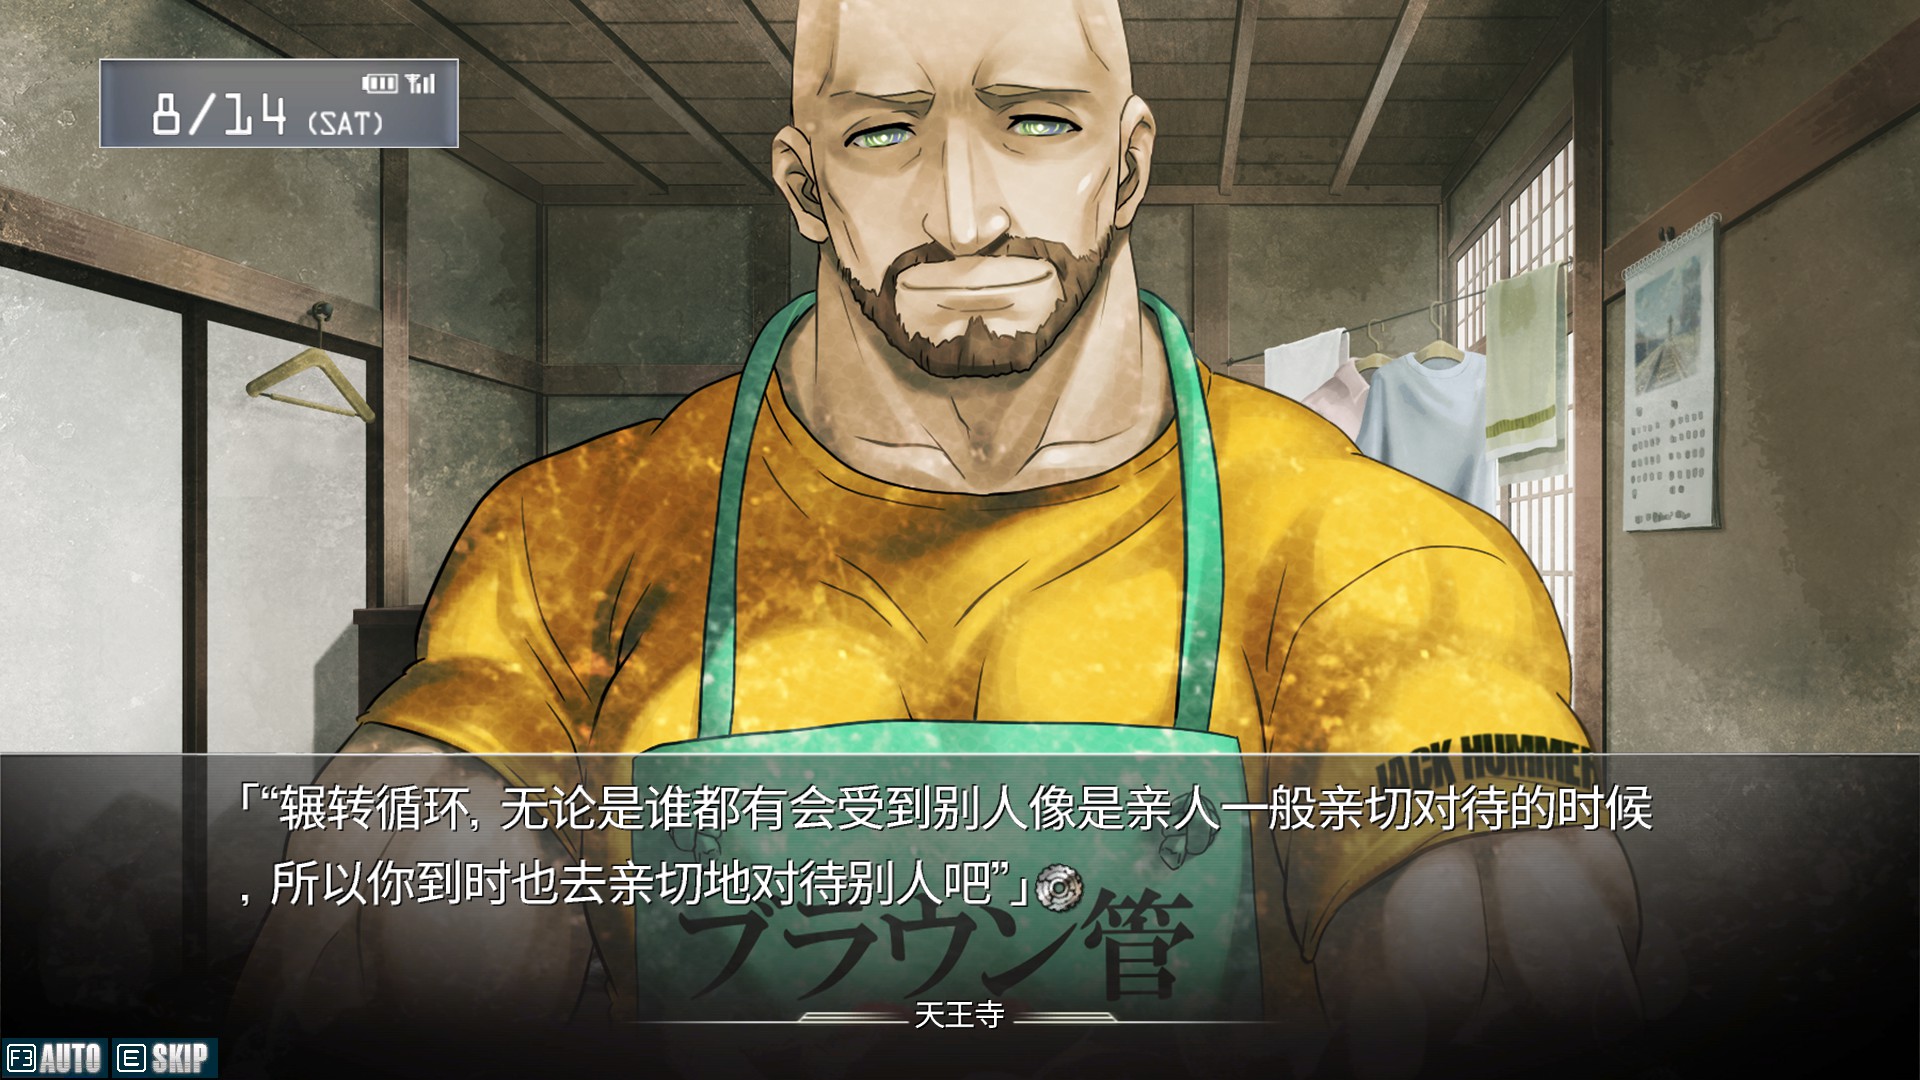 8/14 (SAT)
JACK HUMMER
「“辗转循环, 无论是谁都有会受到别人像是亲人一般亲切对待的时候
, 所以你到时也去亲切地对待别人吧”」
ブラウン管
天王寺
F3 AUTO E SKIP